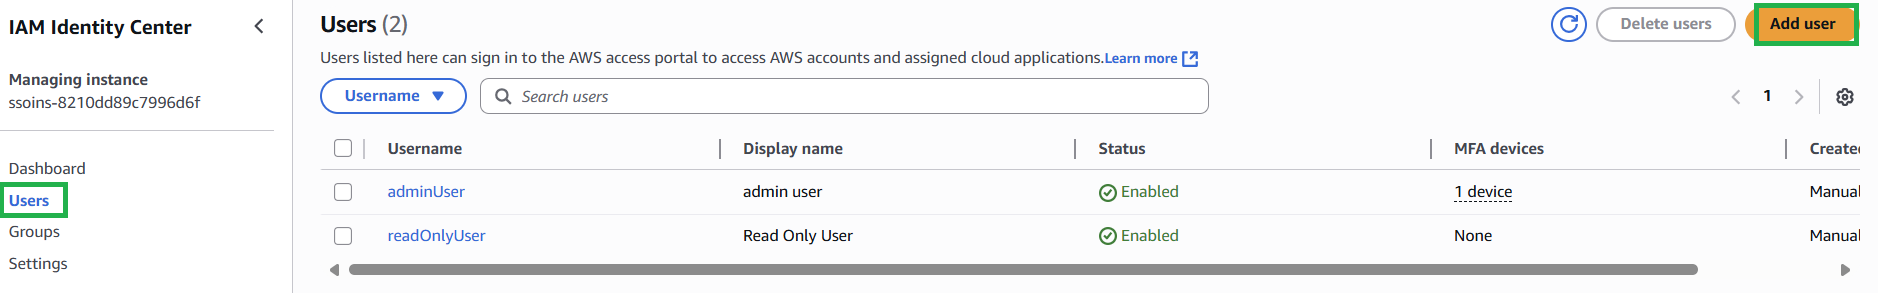 IAM Identity Center
Managing instance
ssoins-8210dd89c7996d6f
Dashboard
Users
Groups
Settings
Users (2)
Delete users
Add user
Users listed here can sign in to the AWS access portal to access AWS accounts and assigned cloud applications. Learn more
Username
Search users
1
Username Display name Status MFA devices Create
adminUser admin user Enabled 1 device Manual
readOnlyUser Read Only User Enabled None Manual